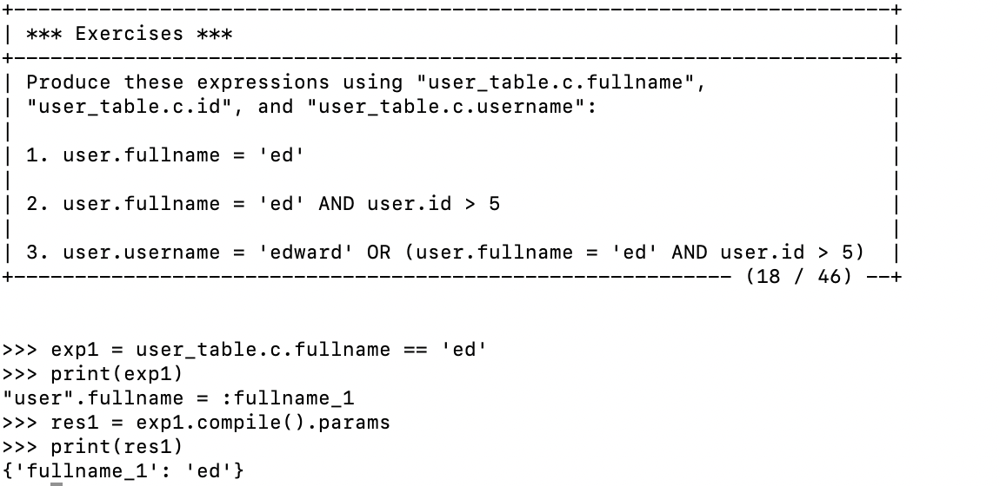 +------------------------------------------------------------------------+
| *** Exercises ***                                                      |
+------------------------------------------------------------------------+
| Produce these expressions using "user_table.c.fullname",               |
| "user_table.c.id", and "user_table.c.username":                        |
|                                                                        |
| 1. user.fullname = 'ed'                                                |
|                                                                        |
| 2. user.fullname = 'ed' AND user.id > 5                                |
|                                                                        |
| 3. user.username = 'edward' OR (user.fullname = 'ed' AND user.id > 5)  |
+----------------------------------------------------------- (18 / 46) --+
>>> exp1 = user_table.c.fullname == 'ed'
>>> print(exp1)
"user".fullname = :fullname_1
>>> res1 = exp1.compile().params
>>> print(res1)
{'fullname_1': 'ed'}